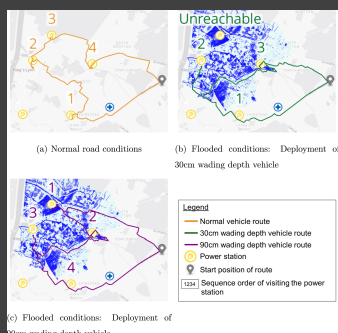 3
2
4
1
(a) Normal road conditions
Unreachable
2
3
1
(b) Flooded conditions: Deployment of
30cm wading depth vehicle
1
3
2
4
(c) Flooded conditions: Deployment of
Legend
Normal vehicle route
30cm wading depth vehicle route
90cm wading depth vehicle route
Power station
Start position of route
1234 Sequence order of visiting the power
station